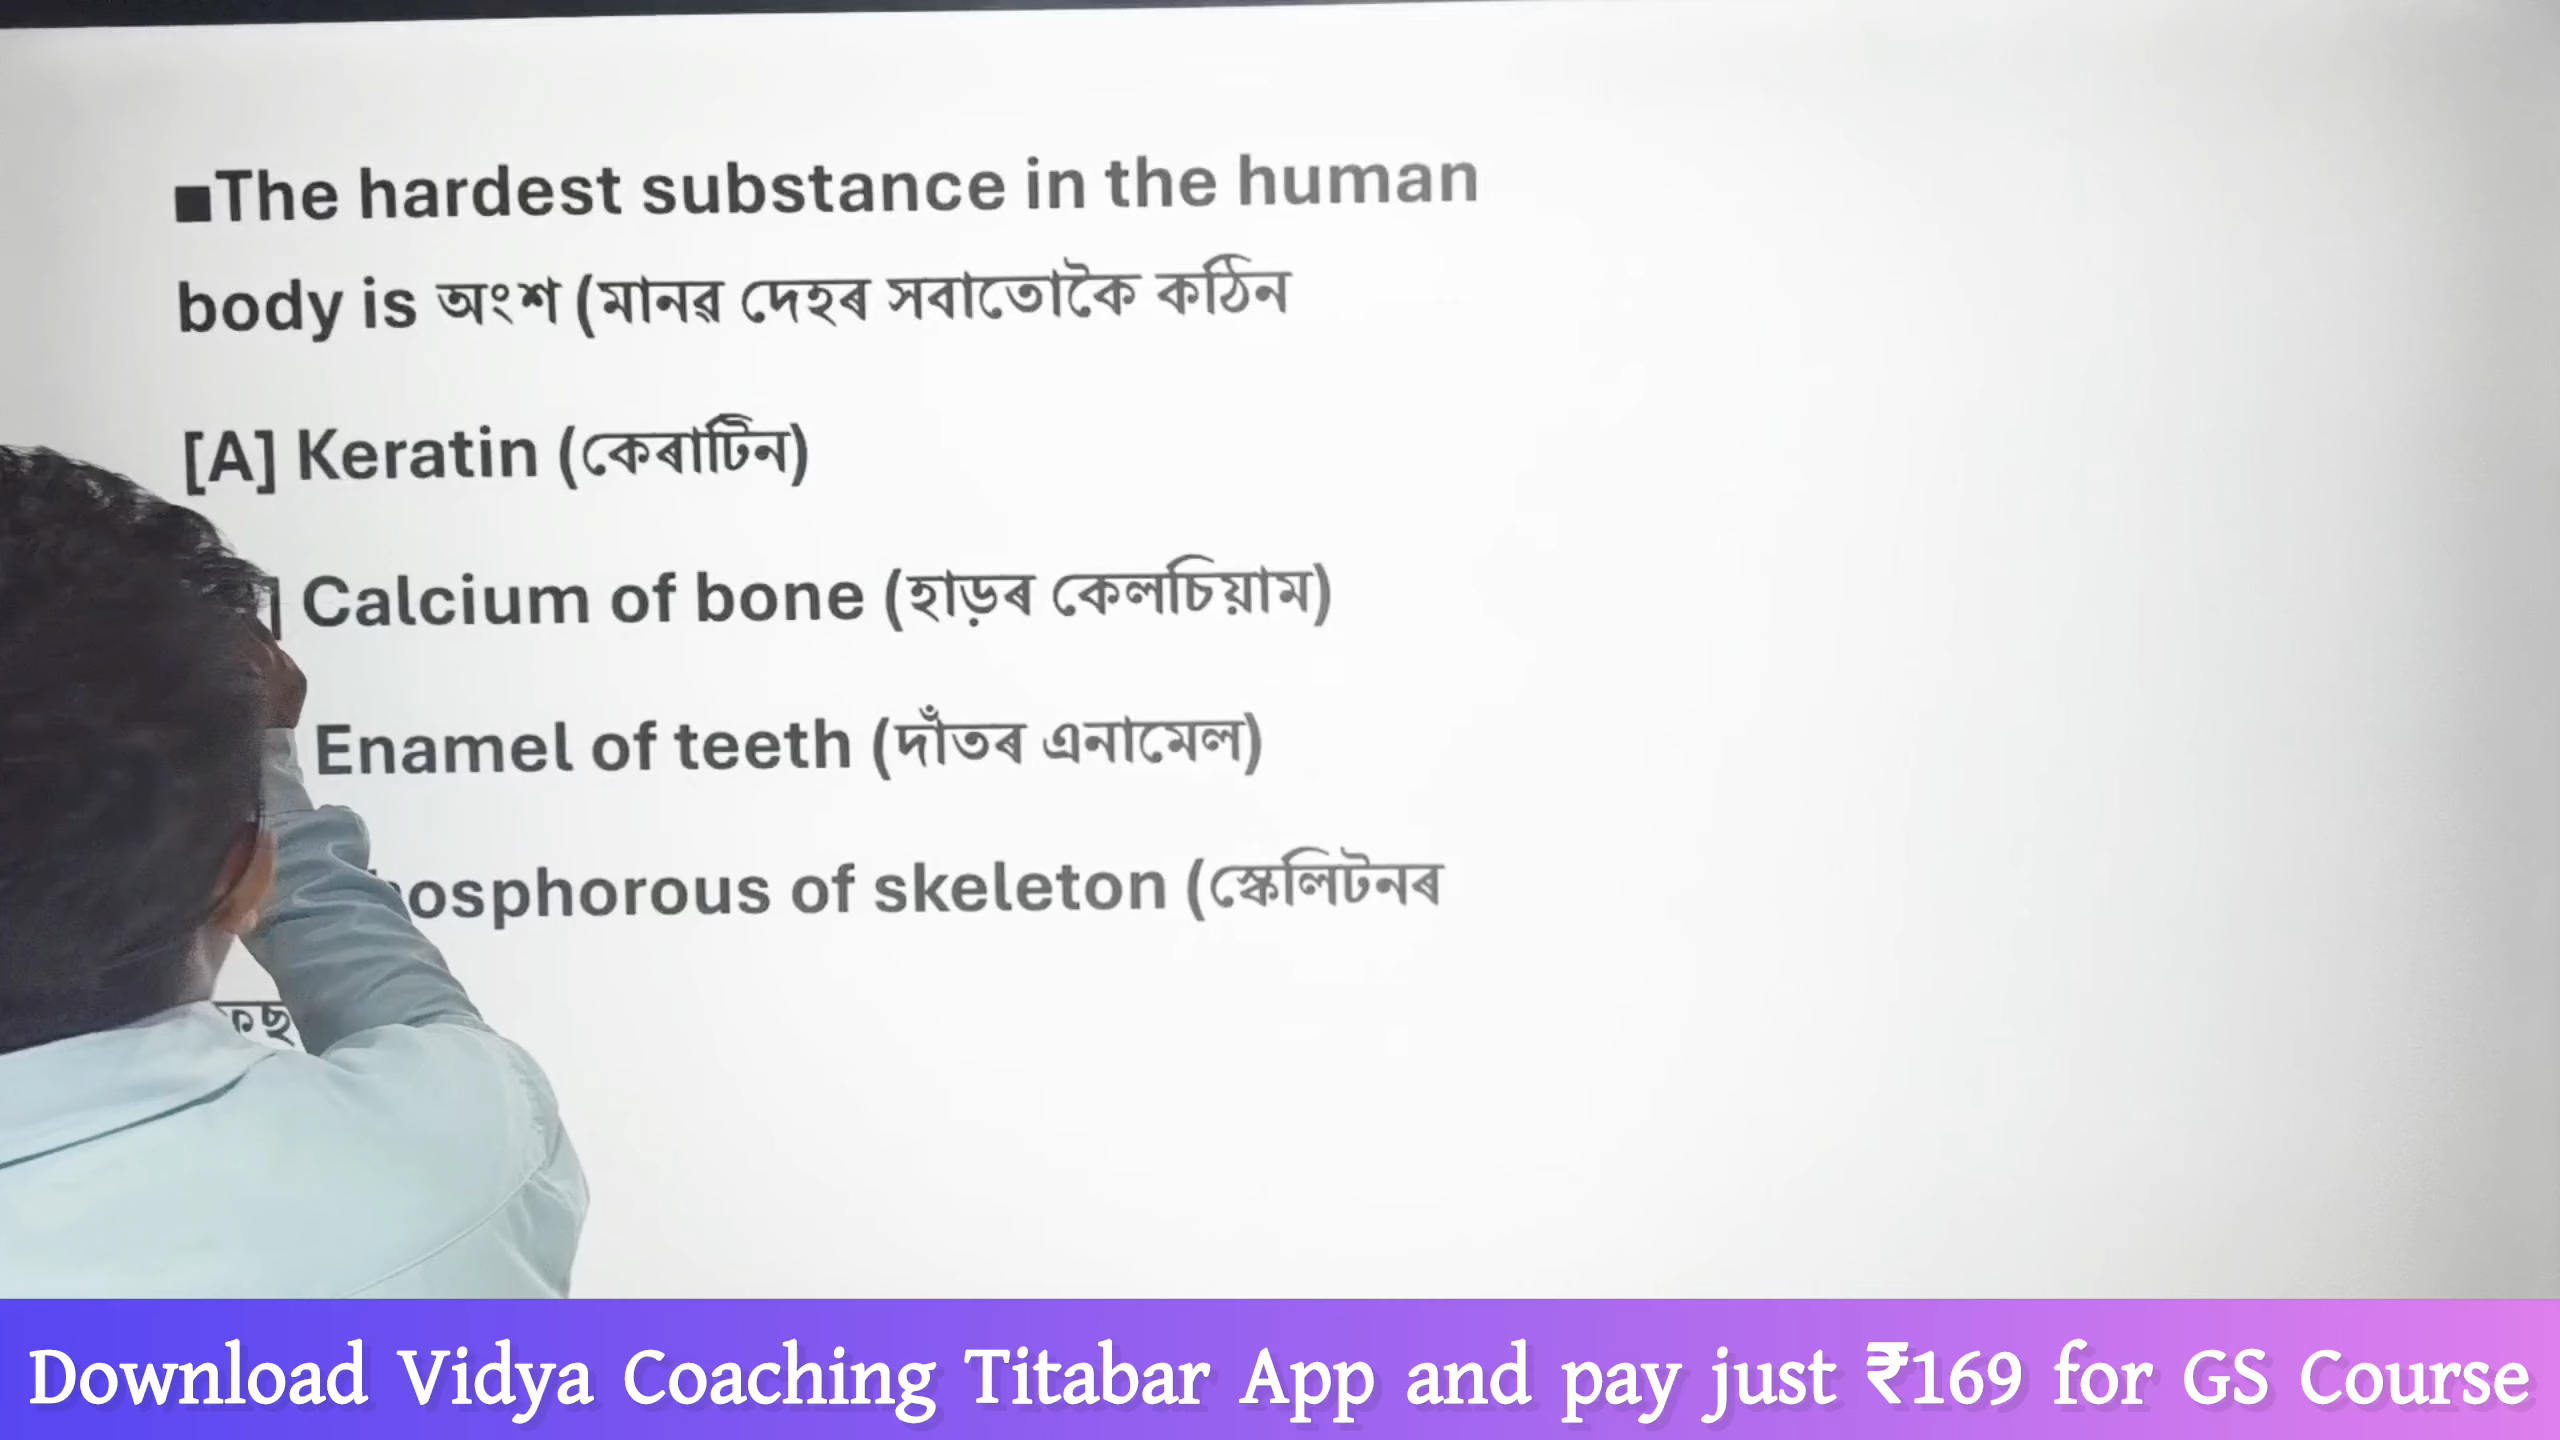 ■The hardest substance in the human
body is অংশ (মানৱ দেহৰ সবাতোকৈ কঠিন
[A] Keratin (কেৰাটিন)
] Calcium of bone (হাড়ৰ কেলচিয়াম)
Enamel of teeth (দাঁতৰ এনামেল)
of skeleton (স্কেলিটনৰ
Download Vidya Coaching Titabar App and pay just ₹169 for GS Course